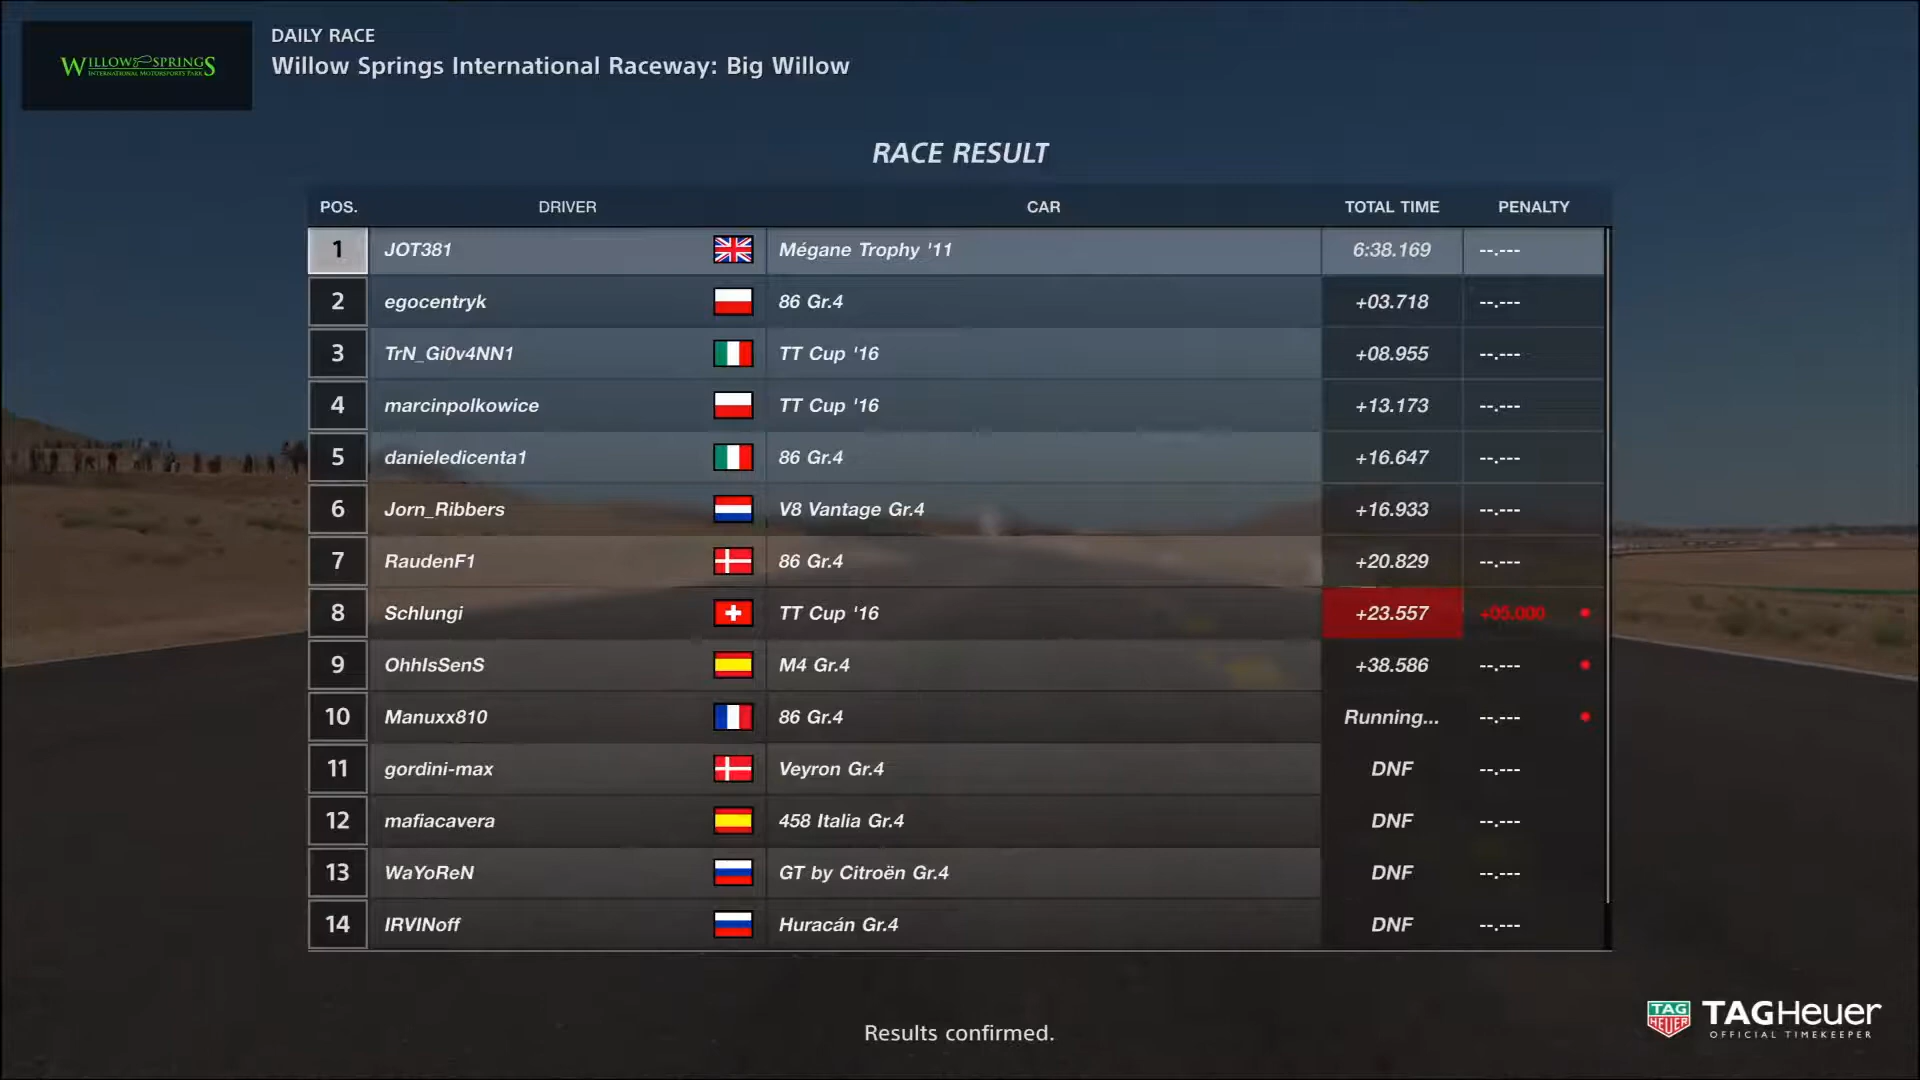 WILLOW SPRINGS
INTERNATIONAL MOTORSPORTS PARK
DAILY RACE
Willow Springs International Raceway: Big Willow
RACE RESULT
POS. DRIVER CAR TOTAL TIME PENALTY
1 JOT381 Mégane Trophy '11 6:38.169 --.---
2 egocentryk 86 Gr.4 +03.718 --.---
3 TrN_Gi0v4NN1 TT Cup '16 +08.955 --.---
4 marcinpolkowice TT Cup '16 +13.173 --.---
5 danieledicenta1 86 Gr.4 +16.647 --.---
6 Jorn_Ribbers V8 Vantage Gr.4 +16.933 --.---
7 RaudenF1 86 Gr.4 +20.829 --.---
8 Schlungi TT Cup '16 +23.557 +05.000
9 OhhIsSenS M4 Gr.4 +38.586 --.---
10 Manuxx810 86 Gr.4 Running... --.---
11 gordini-max Veyron Gr.4 DNF --.---
12 mafiacavera 458 Italia Gr.4 DNF --.---
13 WaYoReN GT by Citroën Gr.4 DNF --.---
14 IRVINoff Huracán Gr.4 DNF --.---
Results confirmed.
TAG HEUER TAGHeuer
OFFICIAL TIMEKEEPER